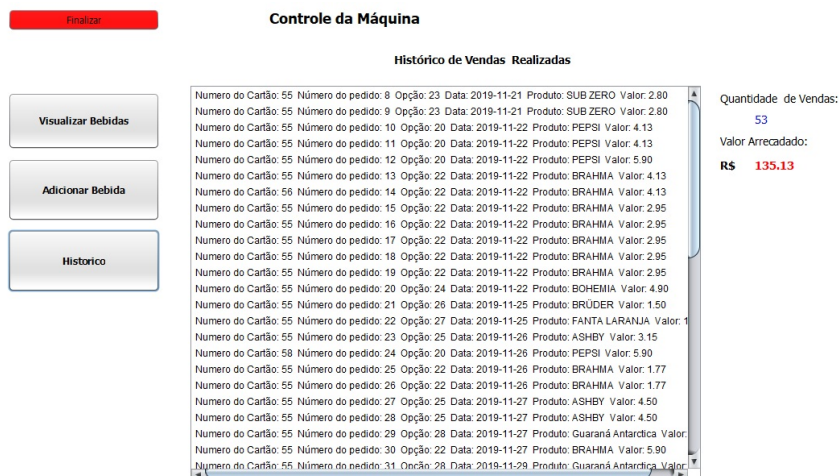 Finalizar
Controle da Máquina
Histórico de Vendas Realizadas
Visualizar Bebidas
Adicionar Bebida
Historico
Numero do Cartão: 55 Número do pedido: 8 Opção: 23 Data: 2019-11-21 Produto: SUB ZERO Valor: 2.80
Numero do Cartão: 55 Número do pedido: 9 Opção: 23 Data: 2019-11-21 Produto: SUB ZERO Valor: 2.80
Numero do Cartão: 55 Número do pedido: 10 Opção: 20 Data: 2019-11-22 Produto: PEPSI Valor: 4.13
Numero do Cartão: 55 Número do pedido: 11 Opção: 20 Data: 2019-11-22 Produto: PEPSI Valor: 4.13
Numero do Cartão: 55 Número do pedido: 12 Opção: 20 Data: 2019-11-22 Produto: PEPSI Valor: 5.90
Numero do Cartão: 55 Número do pedido: 13 Opção: 22 Data: 2019-11-22 Produto: BRAHMA Valor: 4.13
Numero do Cartão: 56 Número do pedido: 14 Opção: 22 Data: 2019-11-22 Produto: BRAHMA Valor: 4.13
Numero do Cartão: 55 Número do pedido: 15 Opção: 22 Data: 2019-11-22 Produto: BRAHMA Valor: 2.95
Numero do Cartão: 55 Número do pedido: 16 Opção: 22 Data: 2019-11-22 Produto: BRAHMA Valor: 2.95
Numero do Cartão: 55 Número do pedido: 17 Opção: 22 Data: 2019-11-22 Produto: BRAHMA Valor: 2.95
Numero do Cartão: 55 Número do pedido: 18 Opção: 22 Data: 2019-11-22 Produto: BRAHMA Valor: 2.95
Numero do Cartão: 55 Número do pedido: 19 Opção: 22 Data: 2019-11-22 Produto: BRAHMA Valor: 2.95
Numero do Cartão: 55 Número do pedido: 20 Opção: 24 Data: 2019-11-22 Produto: BOHEMIA Valor: 4.90
Numero do Cartão: 55 Número do pedido: 21 Opção: 26 Data: 2019-11-25 Produto: BRÜDER Valor: 1.50
Numero do Cartão: 55 Número do pedido: 22 Opção: 27 Data: 2019-11-25 Produto: FANTA LARANJA Valor: 1
Numero do Cartão: 55 Número do pedido: 23 Opção: 25 Data: 2019-11-26 Produto: ASHBY Valor: 3.15
Numero do Cartão: 58 Número do pedido: 24 Opção: 20 Data: 2019-11-26 Produto: PEPSI Valor: 5.90
Numero do Cartão: 55 Número do pedido: 25 Opção: 22 Data: 2019-11-26 Produto: BRAHMA Valor: 1.77
Numero do Cartão: 55 Número do pedido: 26 Opção: 22 Data: 2019-11-26 Produto: BRAHMA Valor: 1.77
Numero do Cartão: 55 Número do pedido: 27 Opção: 25 Data: 2019-11-27 Produto: ASHBY Valor: 4.50
Numero do Cartão: 55 Número do pedido: 28 Opção: 25 Data: 2019-11-27 Produto: ASHBY Valor: 4.50
Numero do Cartão: 55 Número do pedido: 29 Opção: 28 Data: 2019-11-27 Produto: Guaraná Antarctica Valor:
Numero do Cartão: 55 Número do pedido: 30 Opção: 22 Data: 2019-11-27 Produto: BRAHMA Valor: 5.90
Numero do Cartão: 55 Número do pedido: 31 Opção: 28 Data: 2019-11-29 Produto: Guaraná Antarctica Valor:
Quantidade de Vendas:
53
Valor Arrecadado:
R$ 135.13